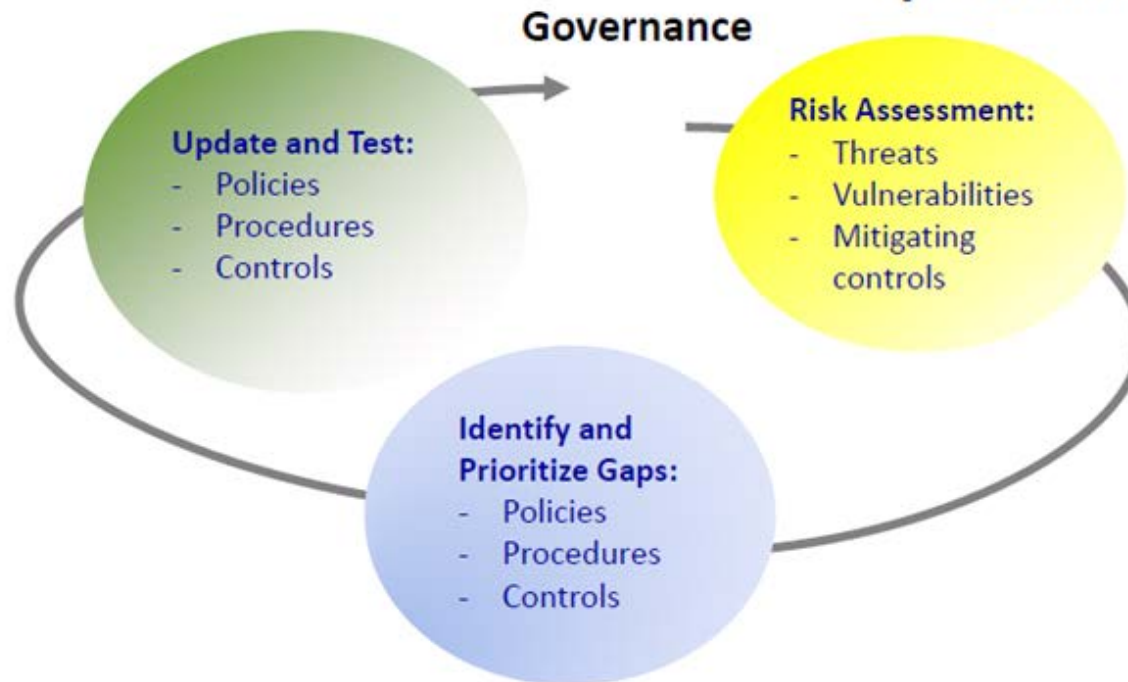 Governance
Update and Test:
- Policies
- Procedures
- Controls
Risk Assessment:
- Threats
- Vulnerabilities
- Mitigating
controls
Identify and
Prioritize Gaps:
- Policies
- Procedures
- Controls